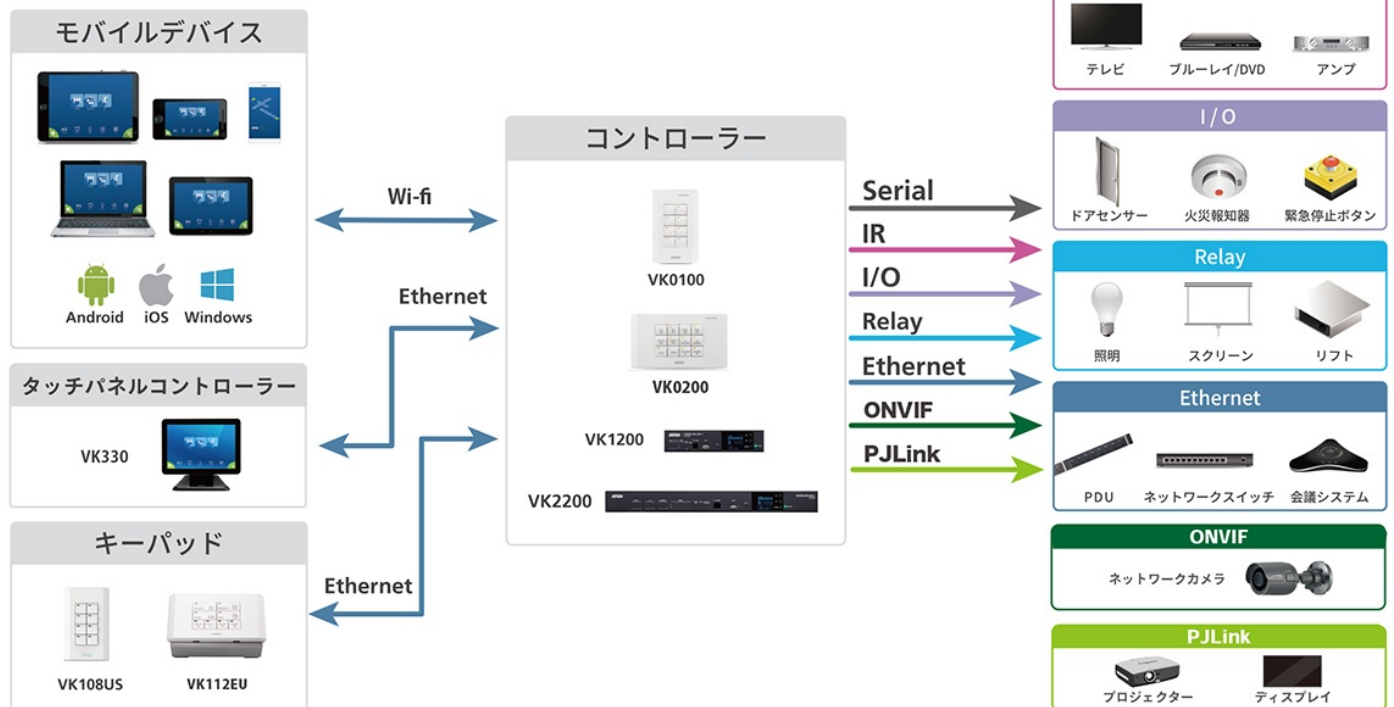 モバイルデバイス
Android iOS Windows
タッチパネルコントローラー
VK330
キーパッド
VK108US VK112EU
Wi-fi
Ethernet
Ethernet
コントローラー
VK0100
VK0200
VK1200
VK2200
Serial
IR
I/O
Relay
Ethernet
ONVIF
PJLink
テレビ ブルーレイ/DVD アンプ
I/O
ドアセンサー 火災報知器 緊急停止ボタン
Relay
照明 スクリーン リフト
Ethernet
PDU ネットワークスイッチ 会議システム
ONVIF
ネットワークカメラ
PJLink
プロジェクター ディスプレイ